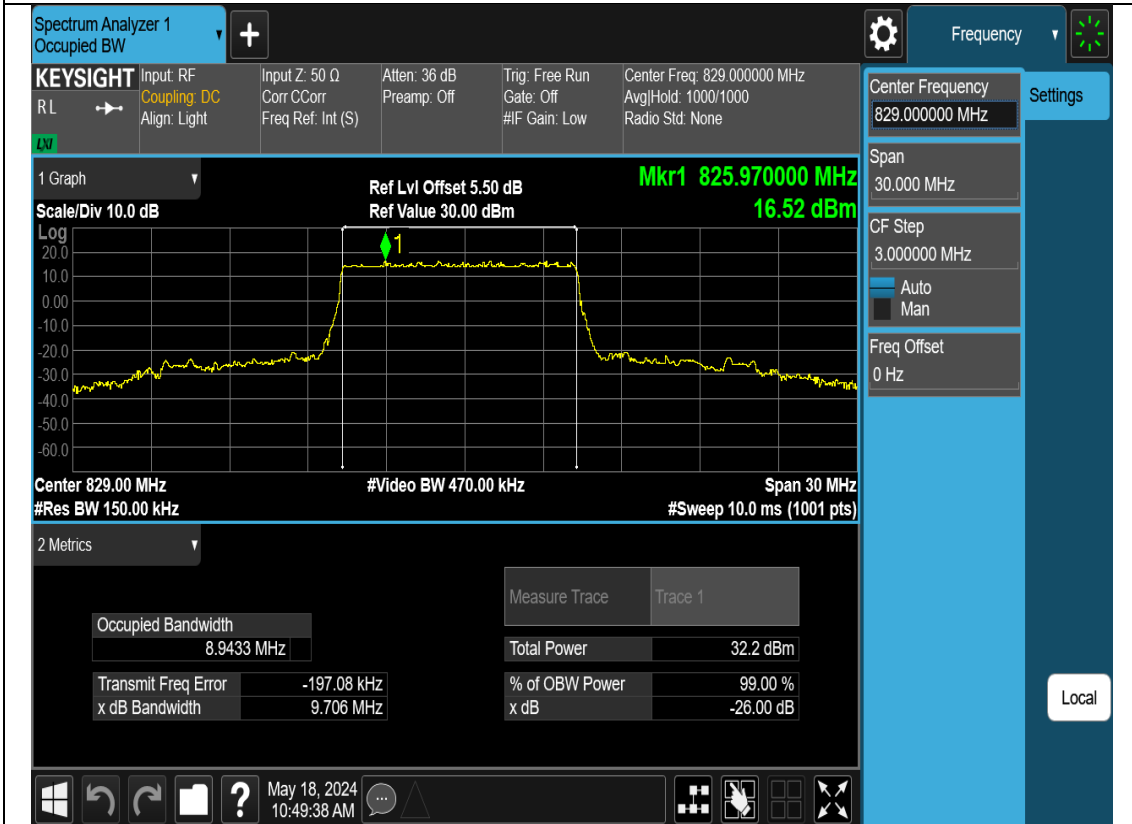 Spectrum Analyzer 1
Occupied BW
Frequency
KEYSIGHT
R L
LXI
Input: RF
Coupling: DC
Align: Light
Input Z: 50 Ω
Corr CCorr
Freq Ref: Int (S)
Atten: 36 dB
Preamp: Off
Trig: Free Run
Gate: Off
#IF Gain: Low
Center Freq: 829.000000 MHz
Avg|Hold: 1000/1000
Radio Std: None
Center Frequency
829.000000 MHz
Settings
Span
30.000 MHz
CF Step
3.000000 MHz
Auto
Man
Freq Offset
0 Hz
Local
1 Graph
Scale/Div 10.0 dB
Ref Lvl Offset 5.50 dB
Ref Value 30.00 dBm
Mkr1 825.970000 MHz
16.52 dBm
Log
1
20.0
10.0
0.00
-10.0
-20.0
-30.0
-40.0
-50.0
-60.0
Center 829.00 MHz
#Video BW 470.00 kHz
Span 30 MHz
#Res BW 150.00 kHz
#Sweep 10.0 ms (1001 pts)
2 Metrics
Measure Trace
Trace 1
Occupied Bandwidth
8.9433 MHz
Total Power
32.2 dBm
Transmit Freq Error
-197.08 kHz
% of OBW Power
99.00 %
x dB Bandwidth
9.706 MHz
x dB
-26.00 dB
?
May 18, 2024
10:49:38 AM